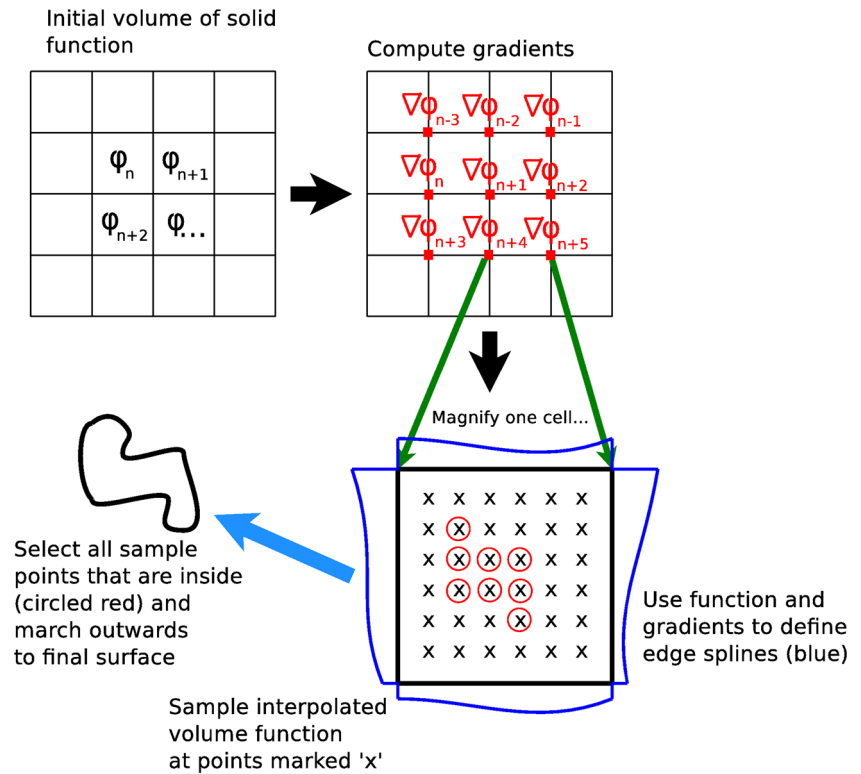 Initial volume of solid
function
φn φn+1
φn+2 φ...
Compute gradients
∇φn-3 ∇φn-2 ∇φn-1
∇φn ∇φn+1 ∇φn+2
∇φn+3 ∇φn+4 ∇φn+5
Magnify one cell...
x x x x x x
x x x x x x
x x x x x x
x x x x x x
x x x x x x
x x x x x x
Select all sample
points that are inside
(circled red) and
march outwards
to final surface
Use function and
gradients to define
edge splines (blue)
Sample interpolated
volume function
at points marked 'x'